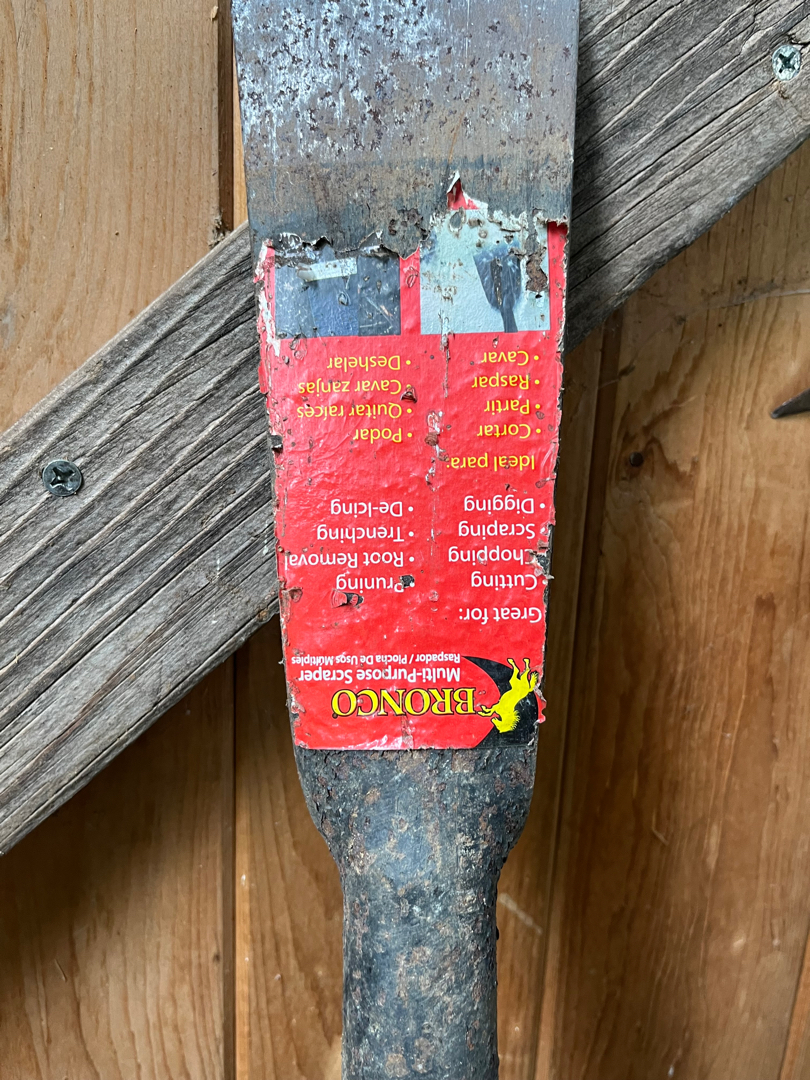 BRONCO®
Multi-Purpose Scraper
Raspador / Piocha De Usos Múltiples
Great for:
Cutting
Chopping
Scraping
• Digging
• Pruning
• Root Removal
• Trenching
• De-Icing
Ideal para:
• Cortar
• Partir
• Raspar
• Cavar
• Podar
• Quitar raíces
Cavar zanjas
• Deshelar